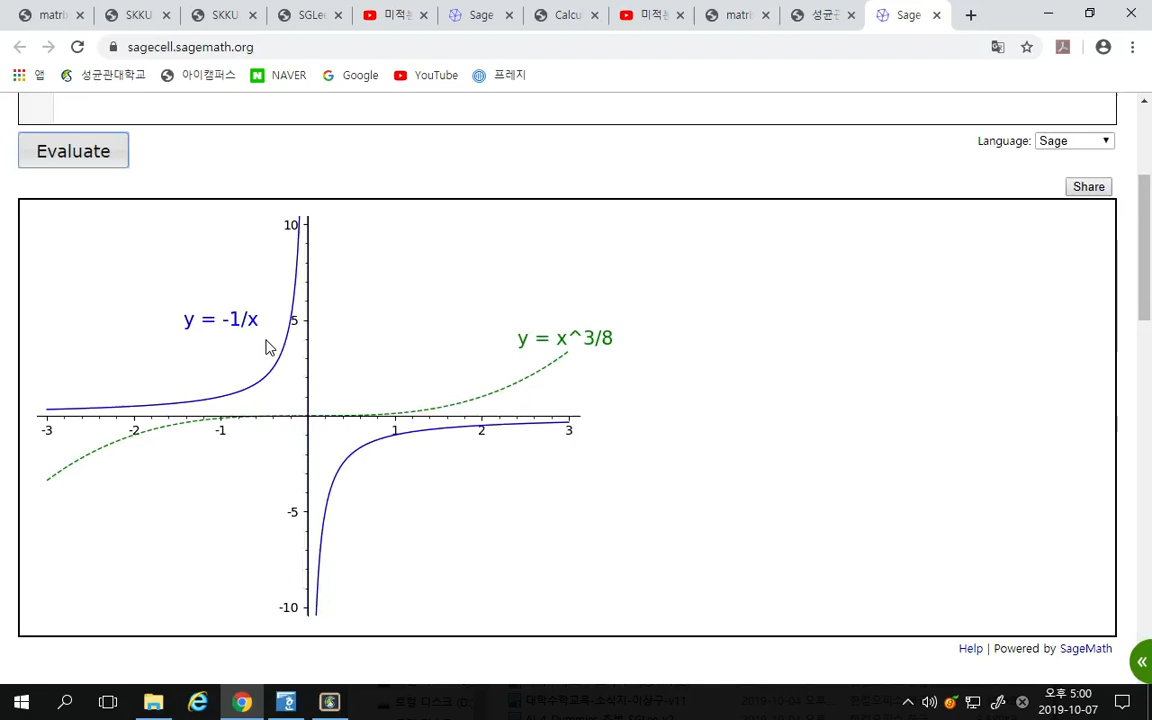 matri
SKKU
SKKU
SGLe
미적
Sage
Calcu
미적
matri
성균관
Sage
sagecell.sagemath.org
앱
성균관대학교
아이캠퍼스
NAVER
Google
YouTube
프레지
Evaluate
Language:
Sage
Share
10
y = -1/x
5
y = x^3/8
-3
-2
-1
1
2
3
-5
-10
Help | Powered by SageMath
오후 5:00
2019-10-07